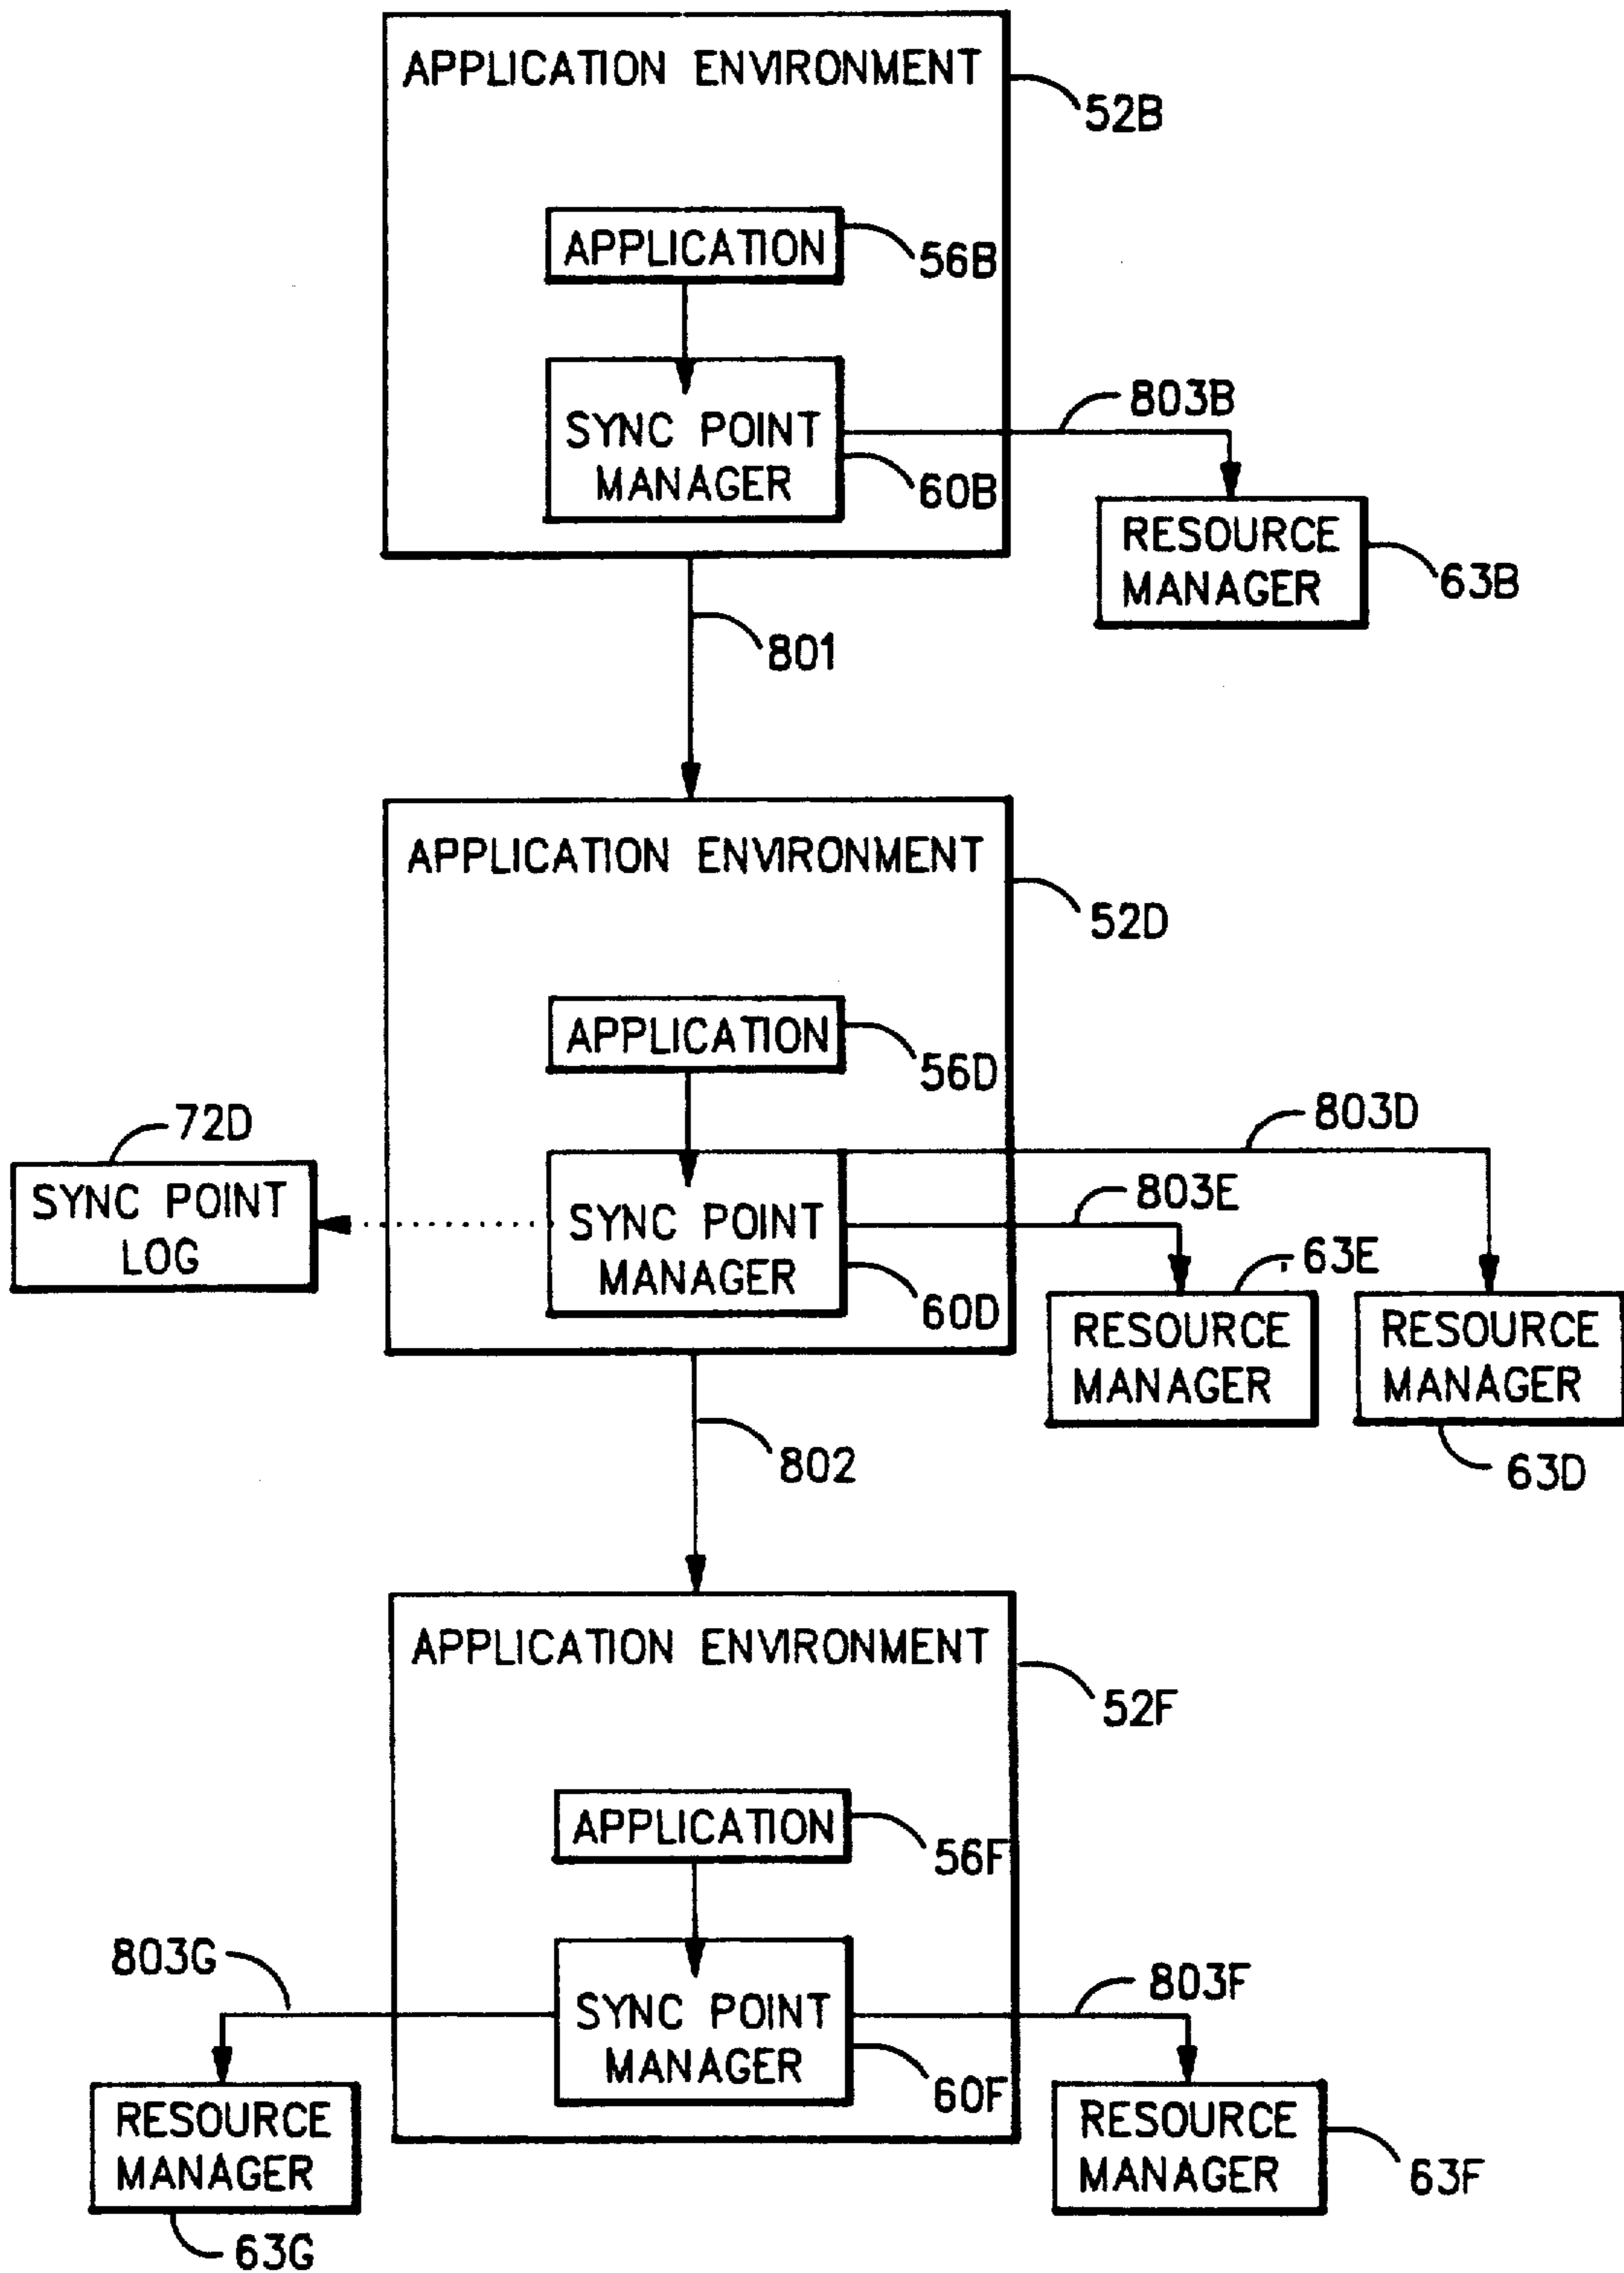 APPLICATION ENVIRONMENT
52B
APPLICATION
56B
SYNC POINT
MANAGER
60B
803B
RESOURCE
MANAGER
63B
801
APPLICATION ENVIRONMENT
52D
APPLICATION
56D
72D
SYNC POINT
LOG
SYNC POINT
MANAGER
60D
803D
803E
63E
RESOURCE
MANAGER
RESOURCE
MANAGER
63D
802
APPLICATION ENVIRONMENT
52F
APPLICATION
56F
803G
SYNC POINT
MANAGER
60F
803F
RESOURCE
MANAGER
63G
RESOURCE
MANAGER
63F